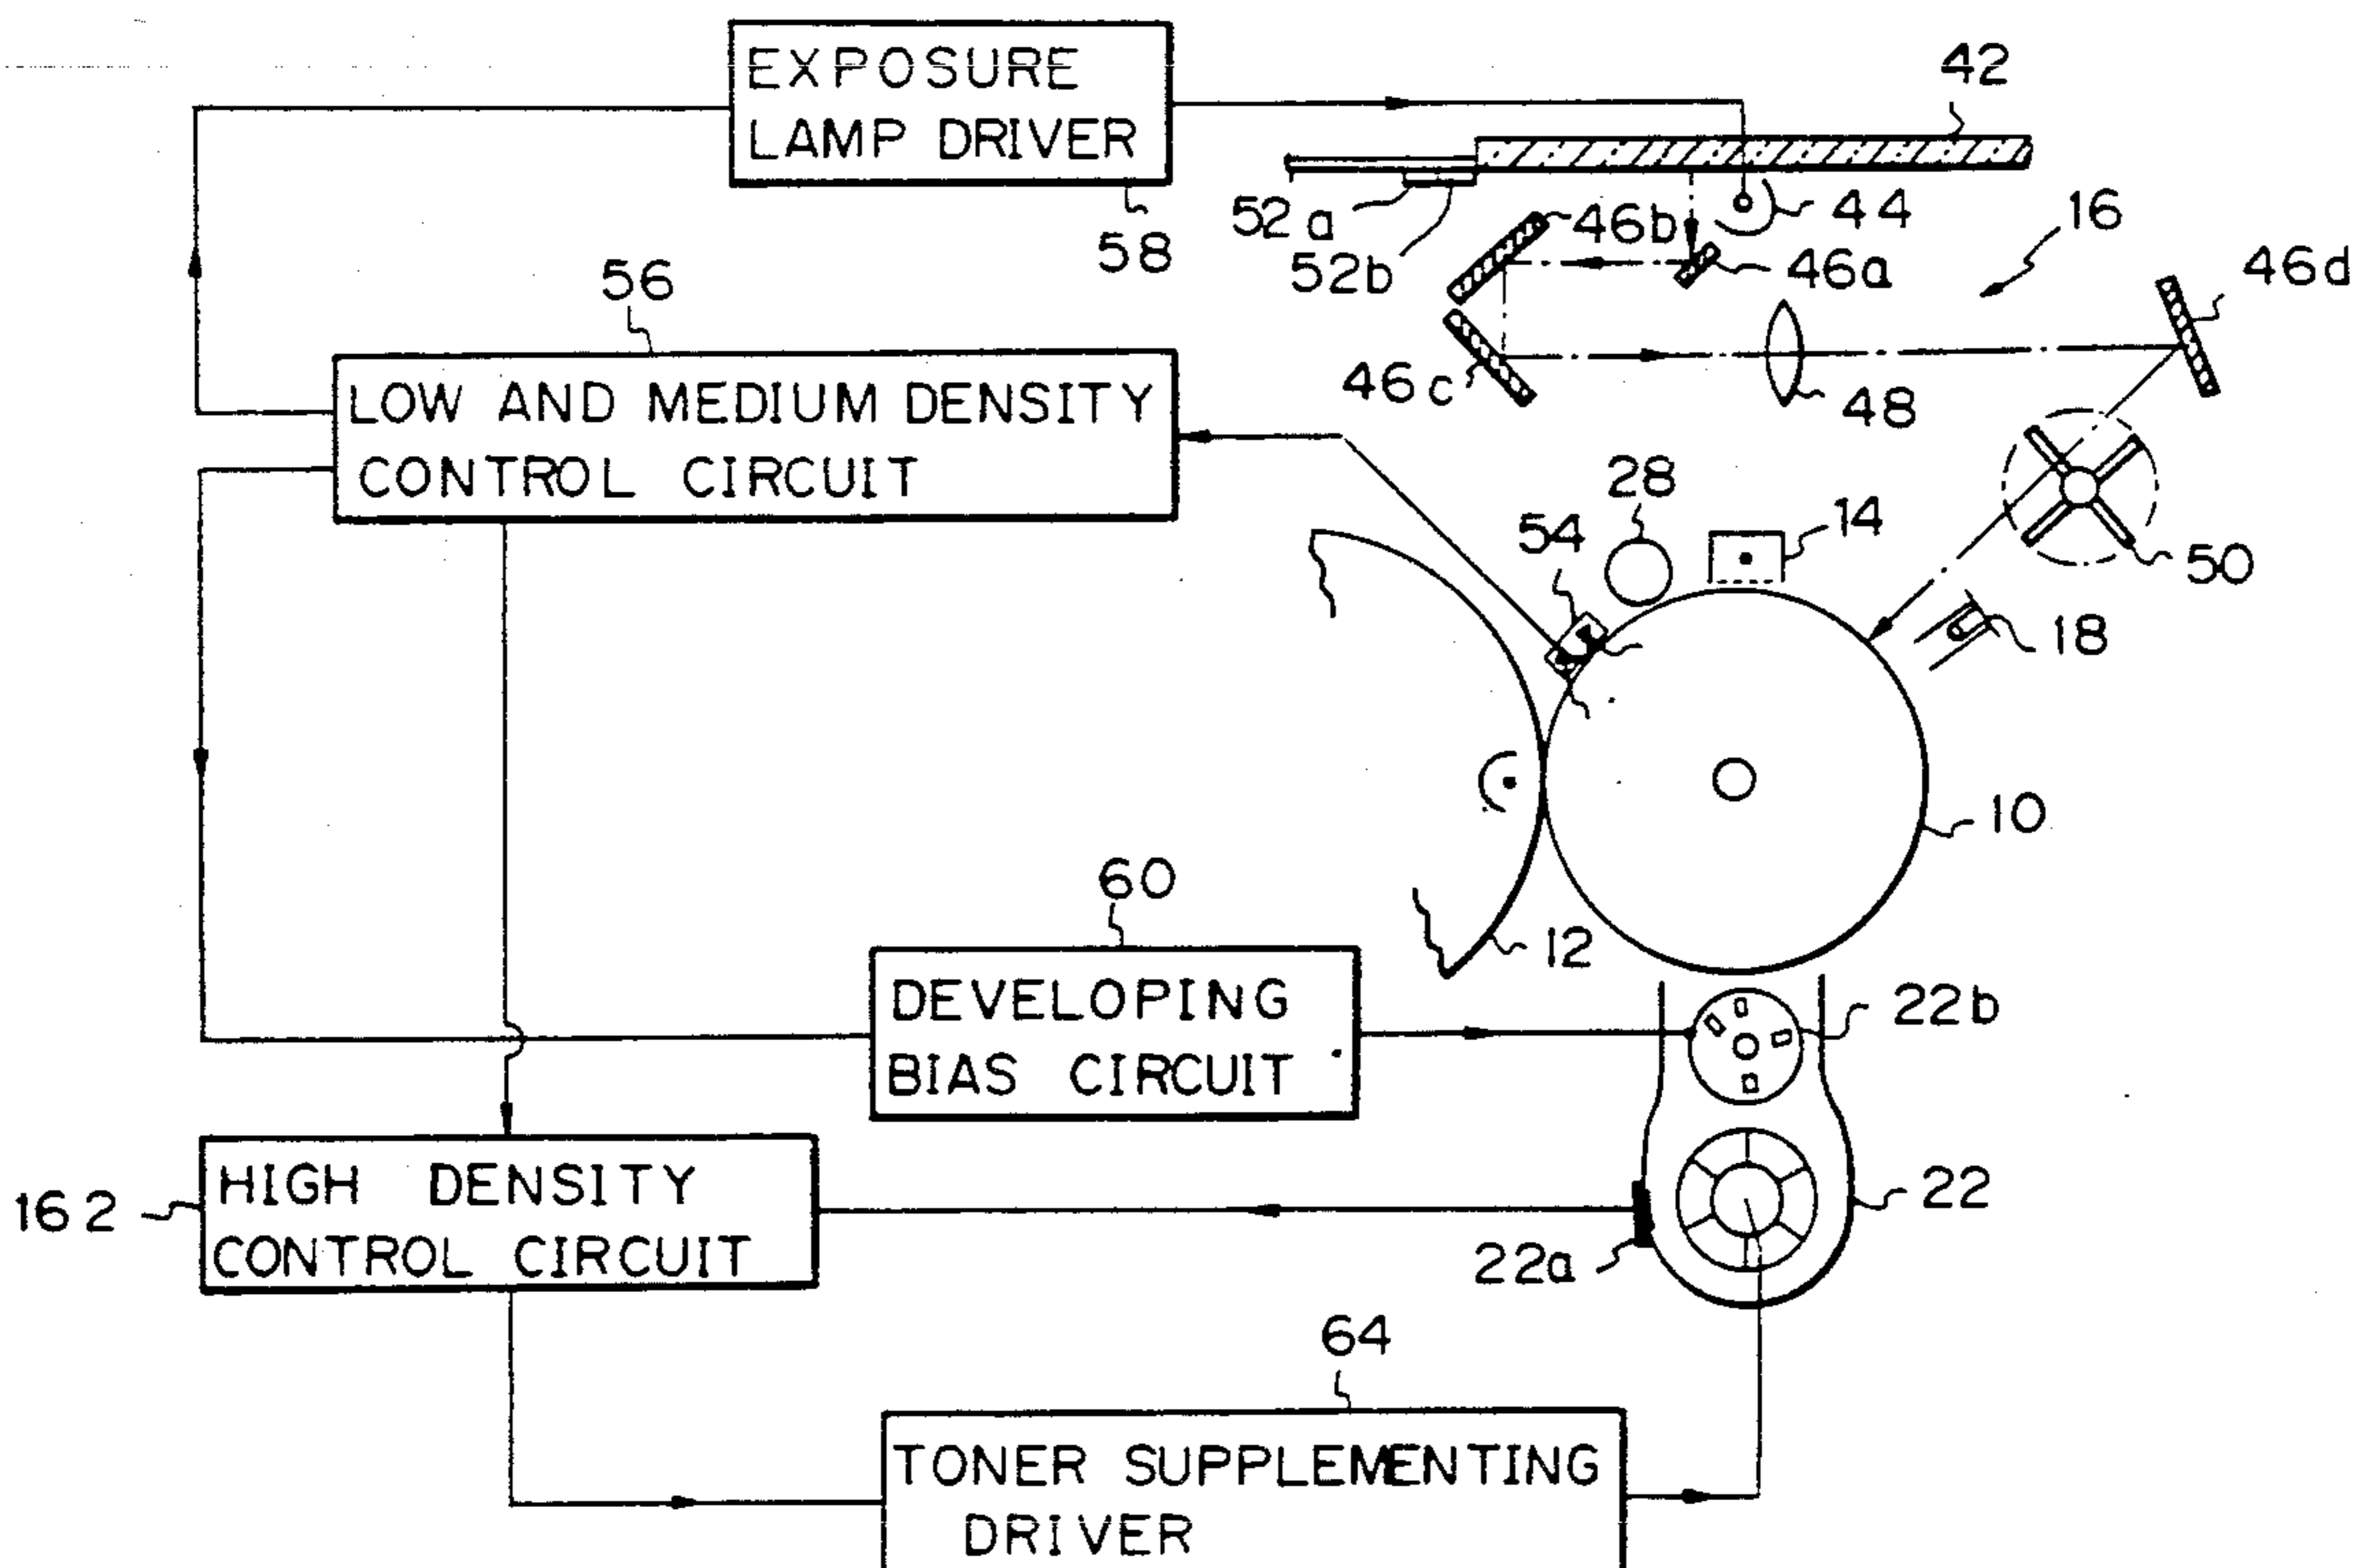 EXPOSURE
LAMP DRIVER
58
42
52a
52b
46b
44
46a
16
46d
46c
48
56
LOW AND MEDIUM DENSITY
CONTROL CIRCUIT
54
28
14
50
18
10
12
60
DEVELOPING
BIAS CIRCUIT
22b
162
HIGH DENSITY
CONTROL CIRCUIT
22a
22
64
TONER SUPPLEMENTING
DRIVER